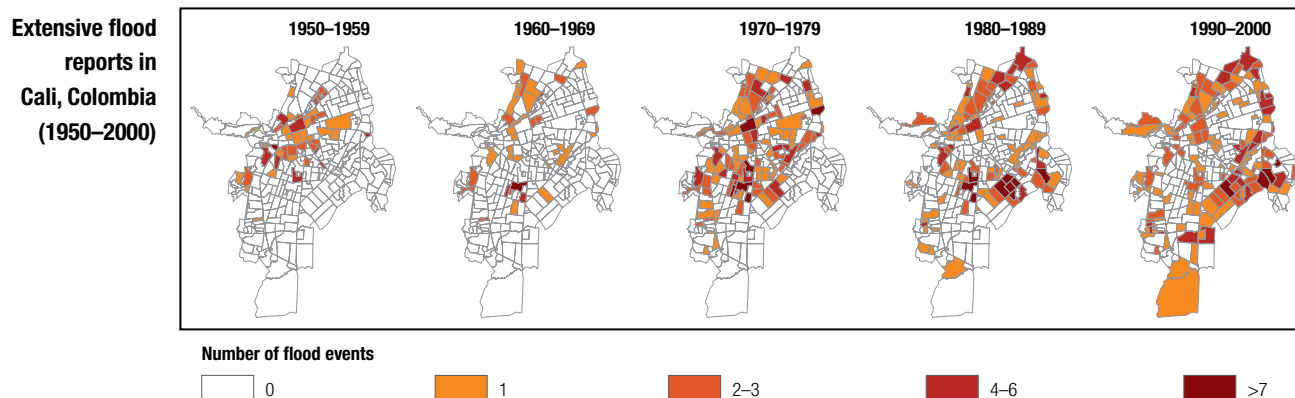 Extensive flood
reports in
Cali, Colombia
(1950–2000)
1950–1959
1960–1969
1970–1979
1980–1989
1990–2000
Number of flood events
0
1
2–3
4–6
>7